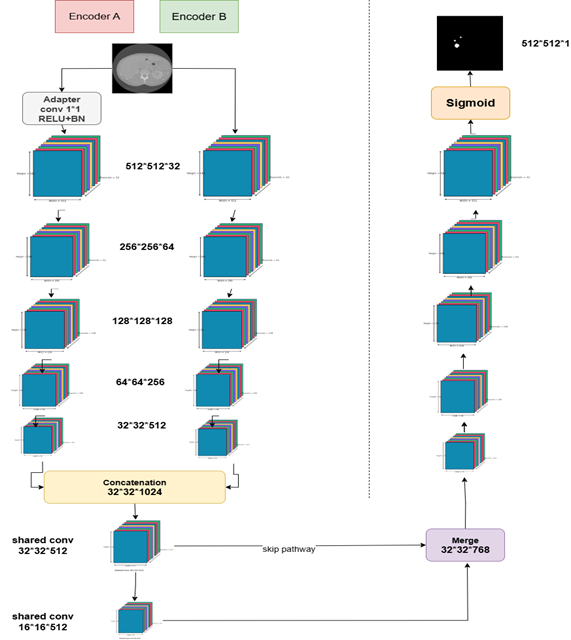 Encoder A
Encoder B
512*512*1
Adapter
conv 1*1
RELU+BN
Sigmoid
512*512*32
256*256*64
128*128*128
64*64*256
32*32*512
Concatenation
32*32*1024
shared conv
32*32*512
skip pathway
Merge
32*32*768
shared conv
16*16*512